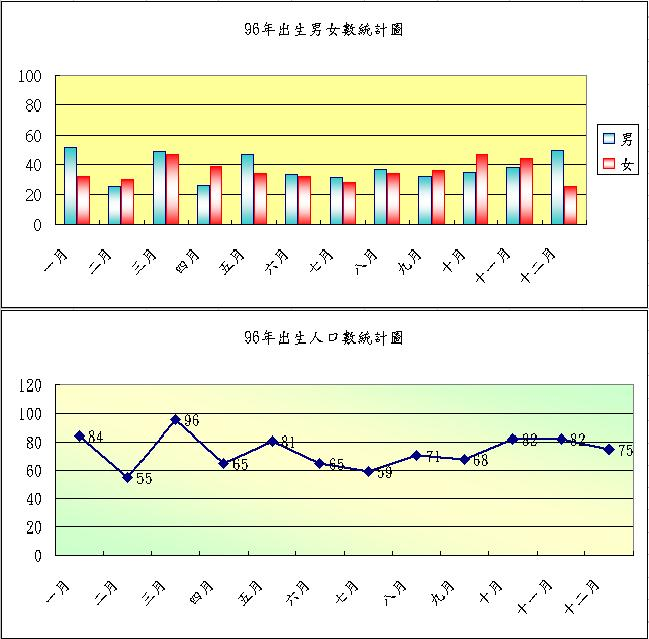 96年出生男女數統計圖
100
80
60
40
20
0
男
女
一月 二月 三月 四月 五月 六月 七月 八月 九月 十月 十一月 十二月
96年出生人口數統計圖
120
100
80
60
40
20
0
84 55 96 65 81 65 59 71 68 82 82 75
一月 二月 三月 四月 五月 六月 七月 八月 九月 十月 十一月 十二月